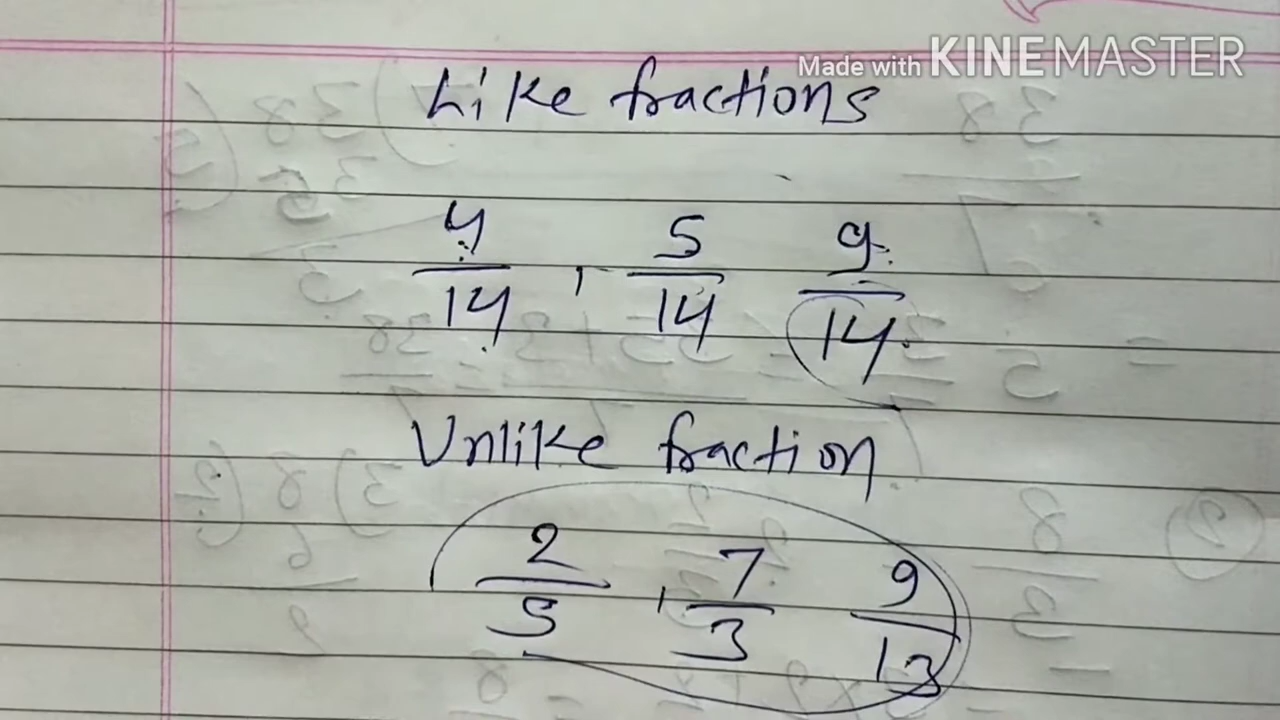 Made with KINEMASTER
Like fractions
4/14 , 5/14 9/14
Unlike fraction
2/5 , 7/3 9/13